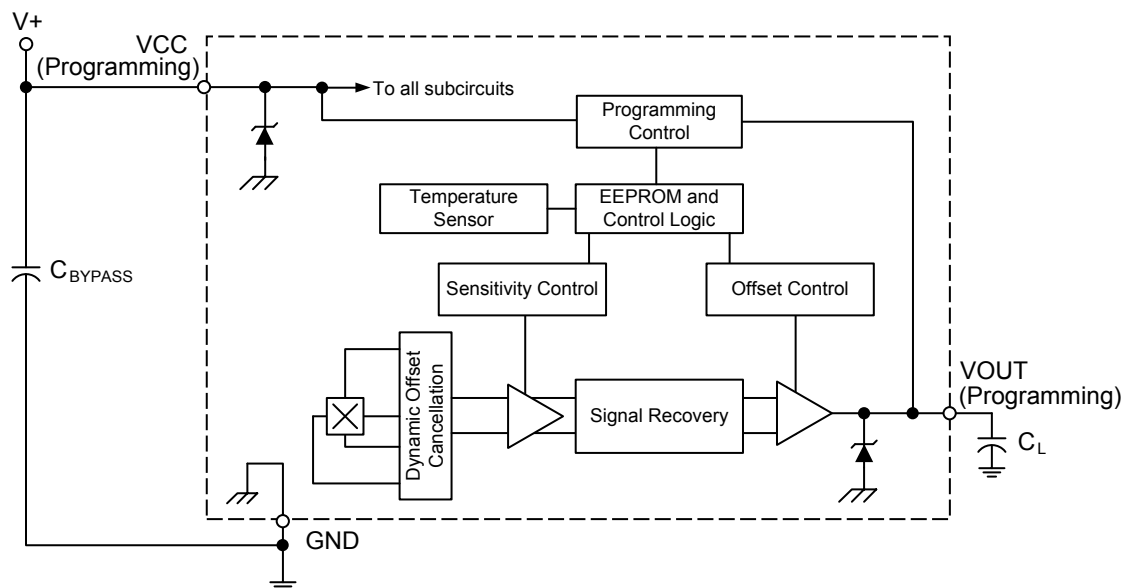 V+
VCC
(Programming)
To all subcircuits
Programming
Control
Temperature
Sensor
EEPROM and
Control Logic
CBYPASS
Sensitivity Control
Offset Control
Dynamic Offset
Cancellation
Signal Recovery
VOUT
(Programming)
CL
GND